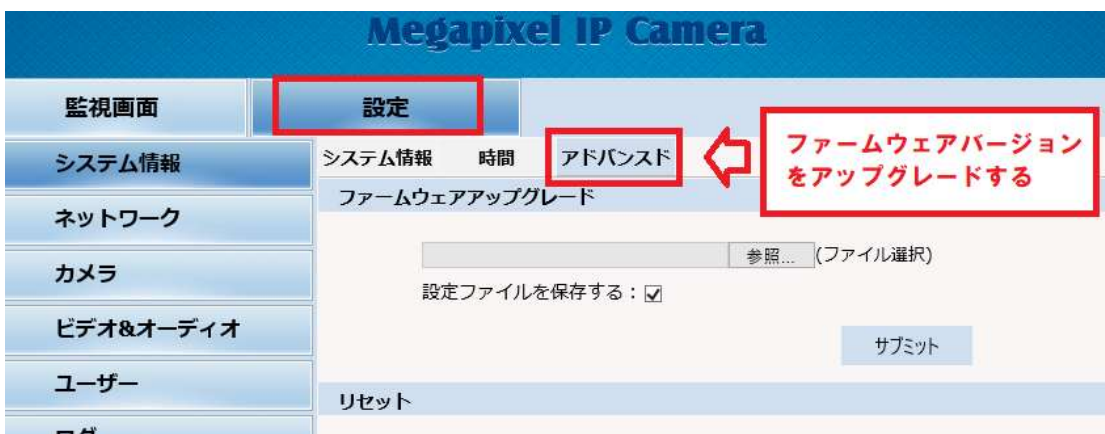 Megapixel IP Camera
監視画面 設定
システム情報 時間 アドバンスド
ファームウェアバージョン
をアップグレードする
システム情報
ネットワーク
カメラ
ビデオ&オーディオ
ユーザー
ファームウェアアップグレード
参照... (ファイル選択)
設定ファイルを保存する：
サブミット
リセット